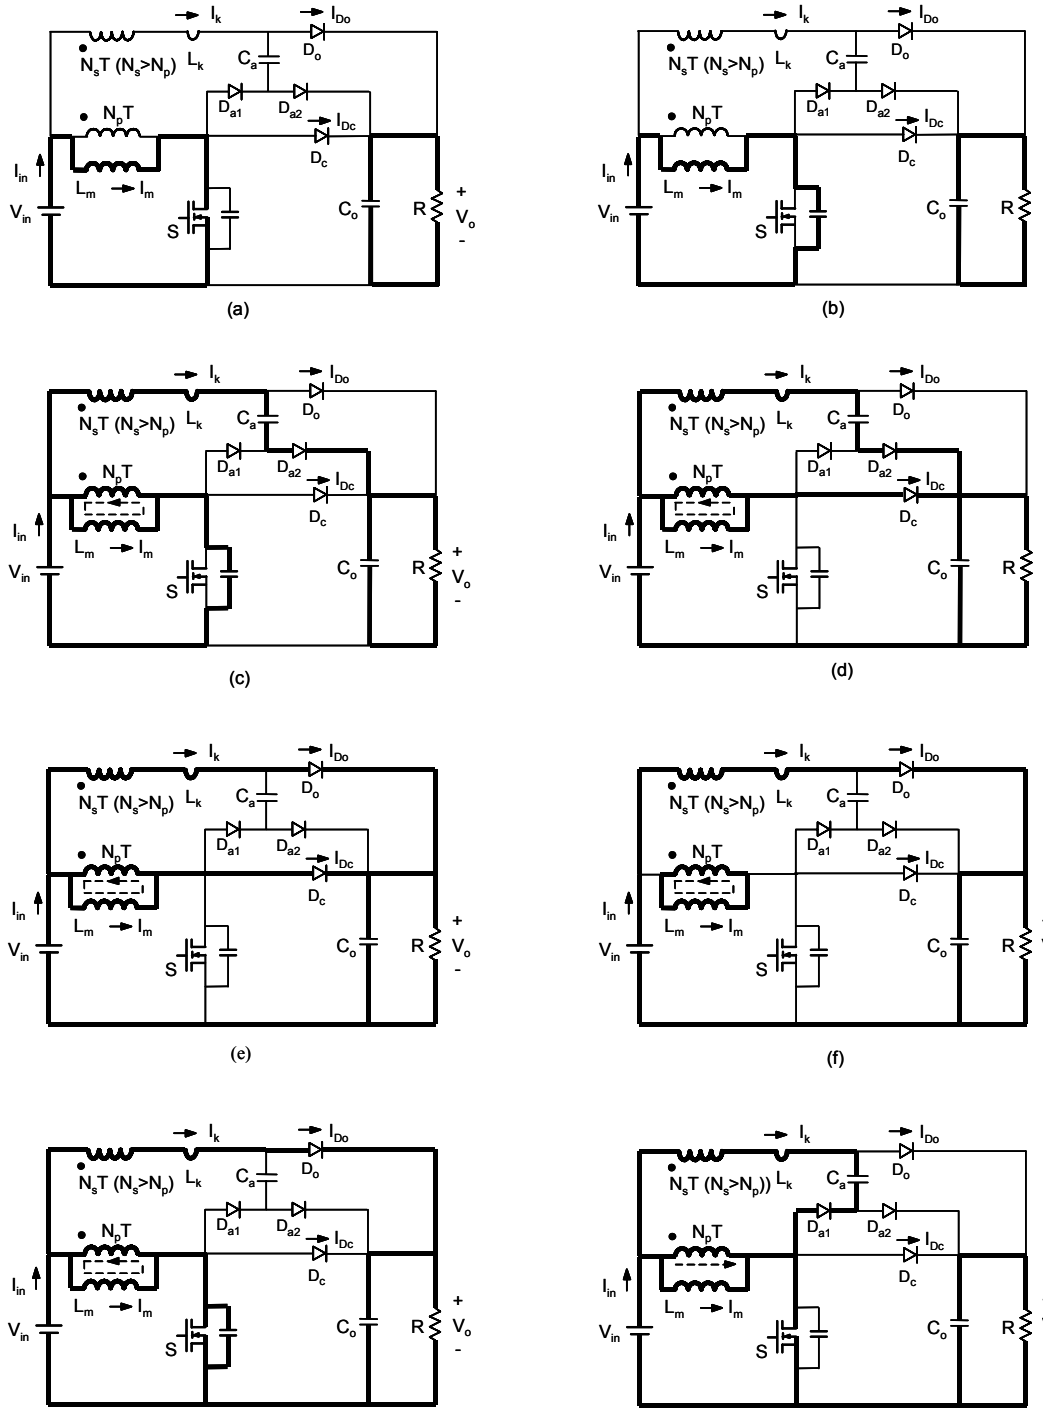 I_k I_Do
D_o
N_sT (N_s>N_p) L_k C_a
D_a1 D_a2
N_pT I_Dc
D_c
I_in
L_m I_m
V_in S C_o R + V_o -
(a)
I_k I_Do
D_o
N_sT (N_s>N_p) L_k C_a
D_a1 D_a2
N_pT I_Dc
D_c
I_in
L_m I_m
V_in S C_o R
(b)
I_k I_Do
D_o
N_sT (N_s>N_p) L_k C_a
D_a1 D_a2
N_pT I_Dc
D_c
I_in
L_m I_m
V_in S C_o R + V_o -
(c)
I_k I_Do
D_o
N_sT (N_s>N_p) L_k C_a
D_a1 D_a2
N_pT I_Dc
D_c
I_in
L_m I_m
V_in S C_o R
(d)
I_k I_Do
D_o
N_sT (N_s>N_p) L_k C_a
D_a1 D_a2
N_pT I_Dc
D_c
I_in
L_m I_m
V_in S C_o R + V_o -
(e)
I_k I_Do
D_o
N_sT (N_s>N_p) L_k C_a
D_a1 D_a2
N_pT I_Dc
D_c
I_in
L_m I_m
V_in S C_o R
(f)
I_k I_Do
D_o
N_sT (N_s>N_p) L_k C_a
D_a1 D_a2
N_pT I_Dc
D_c
I_in
L_m I_m
V_in S C_o R + V_o -
I_k I_Do
D_o
N_sT (N_s>N_p)) L_k C_a
D_a1 D_a2
N_pT I_Dc
D_c
I_in
L_m I_m
V_in S C_o R